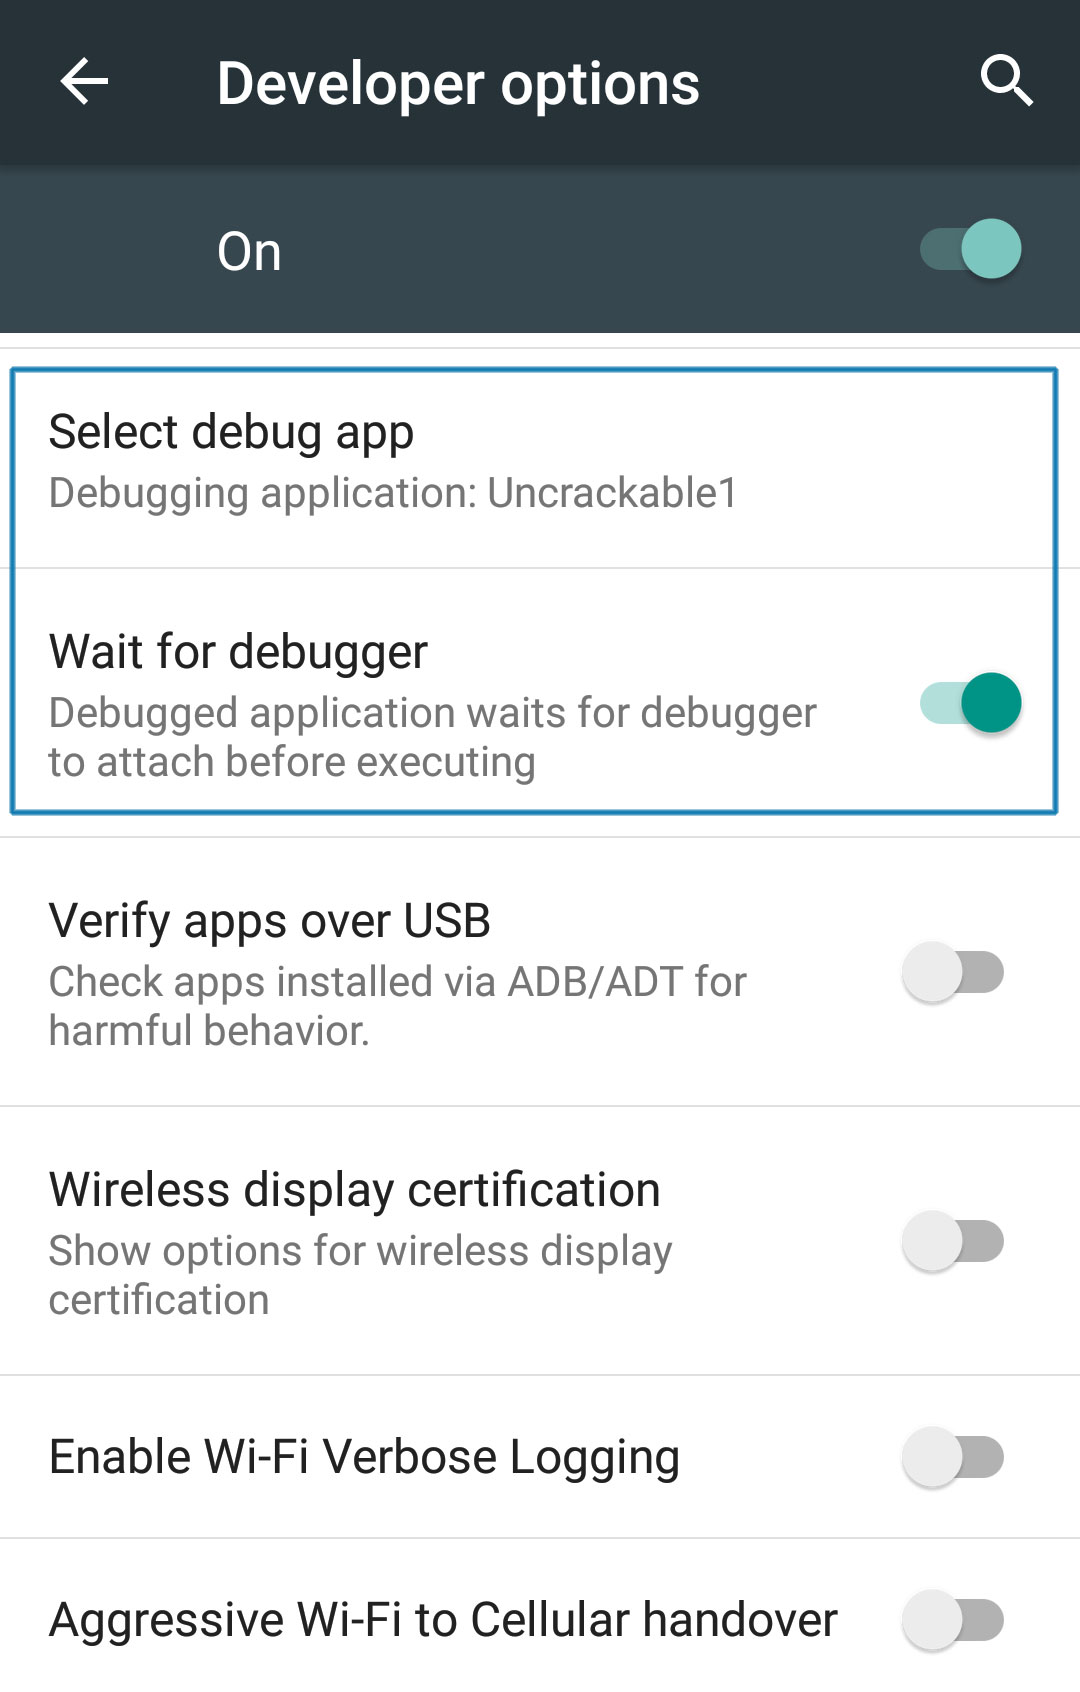 Developer options
On
Select debug app
Debugging application: Uncrackable1
Wait for debugger
Debugged application waits for debugger
to attach before executing
Verify apps over USB
Check apps installed via ADB/ADT for
harmful behavior.
Wireless display certification
Show options for wireless display
certification
Enable Wi-Fi Verbose Logging
Aggressive Wi-Fi to Cellular handover